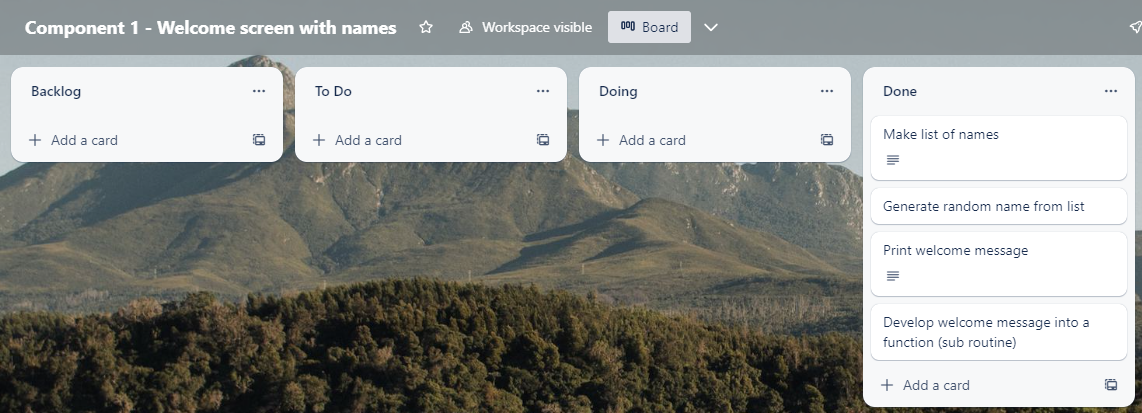 Component 1 - Welcome screen with names
Workspace visible
Board
Backlog
Add a card
To Do
Add a card
Doing
Add a card
Done
Make list of names
Generate random name from list
Print welcome message
Develop welcome message into a
function (sub routine)
Add a card